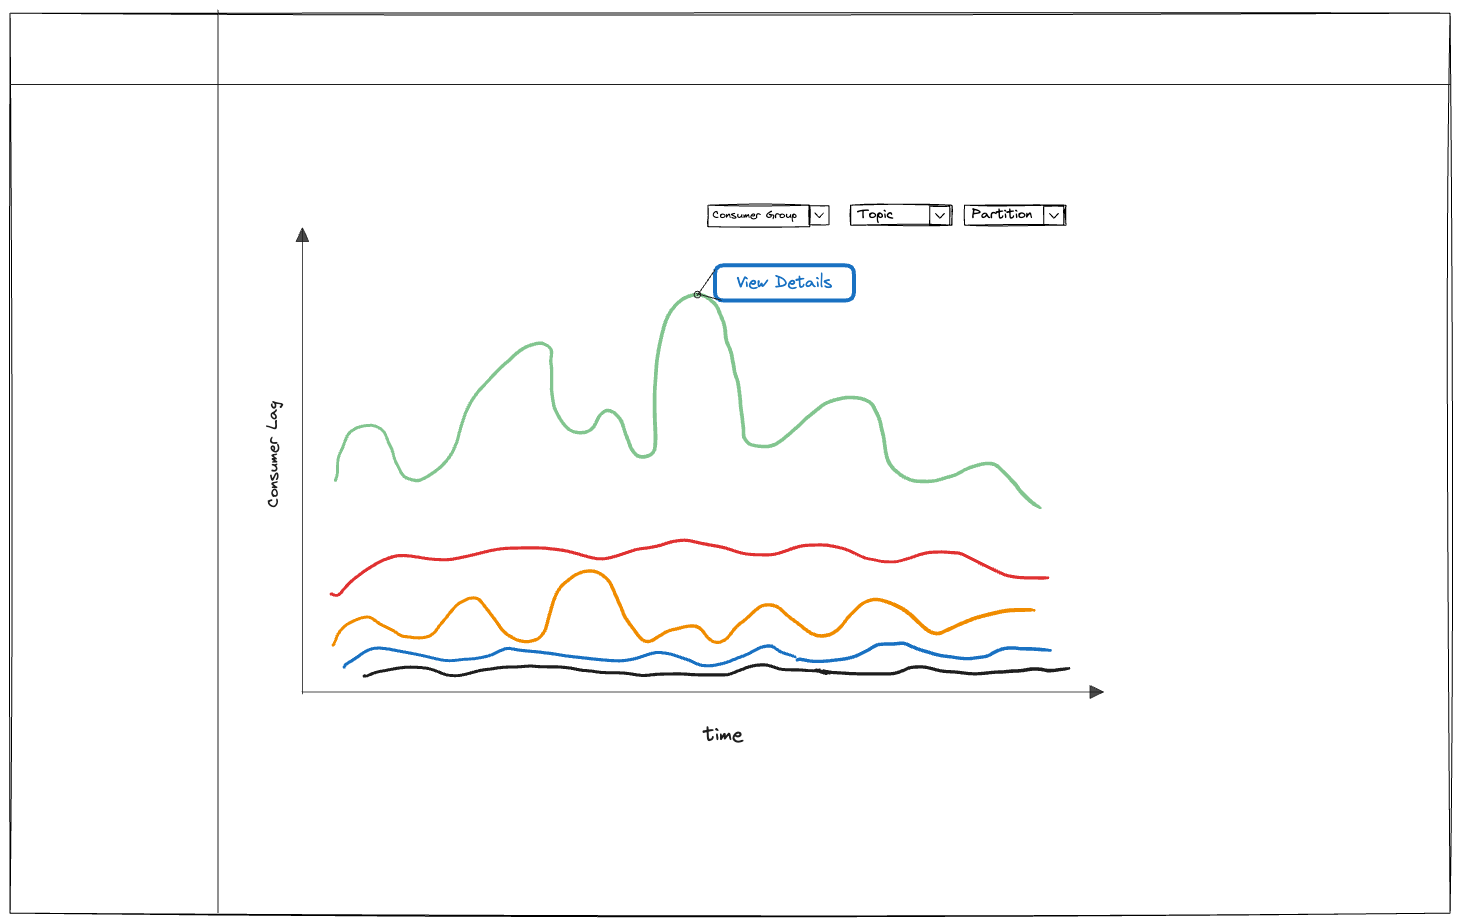 Consumer Group
Topic
Partition
View Details
Consumer Lag
time